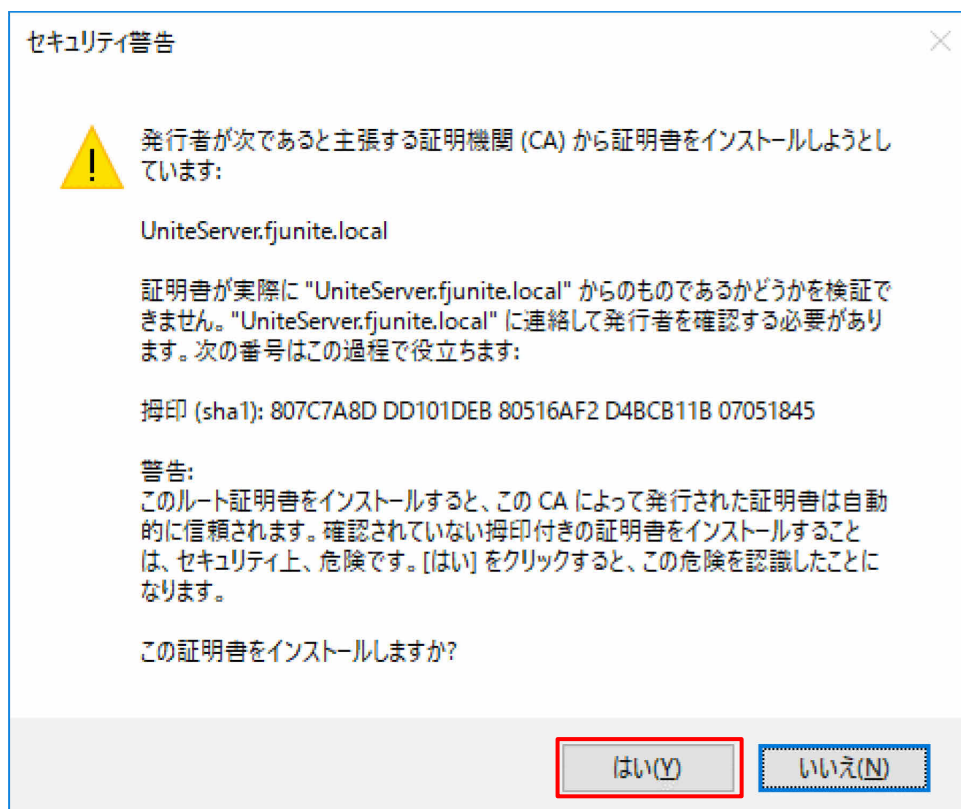 セキュリティ警告
発行者が次であると主張する証明機関 (CA) から証明書をインストールしようとし
ています:
UniteServer.fjunite.local
証明書が実際に "UniteServer.fjunite.local" からのものであるかどうかを検証で
きません。"UniteServer.fjunite.local" に連絡して発行者を確認する必要があり
ます。次の番号はこの過程で役立ちます:
拇印 (sha1): 807C7A8D DD101DEB 80516AF2 D4BCB11B 07051845
警告:
このルート証明書をインストールすると、この CA によって発行された証明書は自動
的に信頼されます。確認されていない拇印付きの証明書をインストールすること
は、セキュリティ上、危険です。[はい] をクリックすると、この危険を認識したことに
なります。
この証明書をインストールしますか?
はい(Y)
いいえ(N)